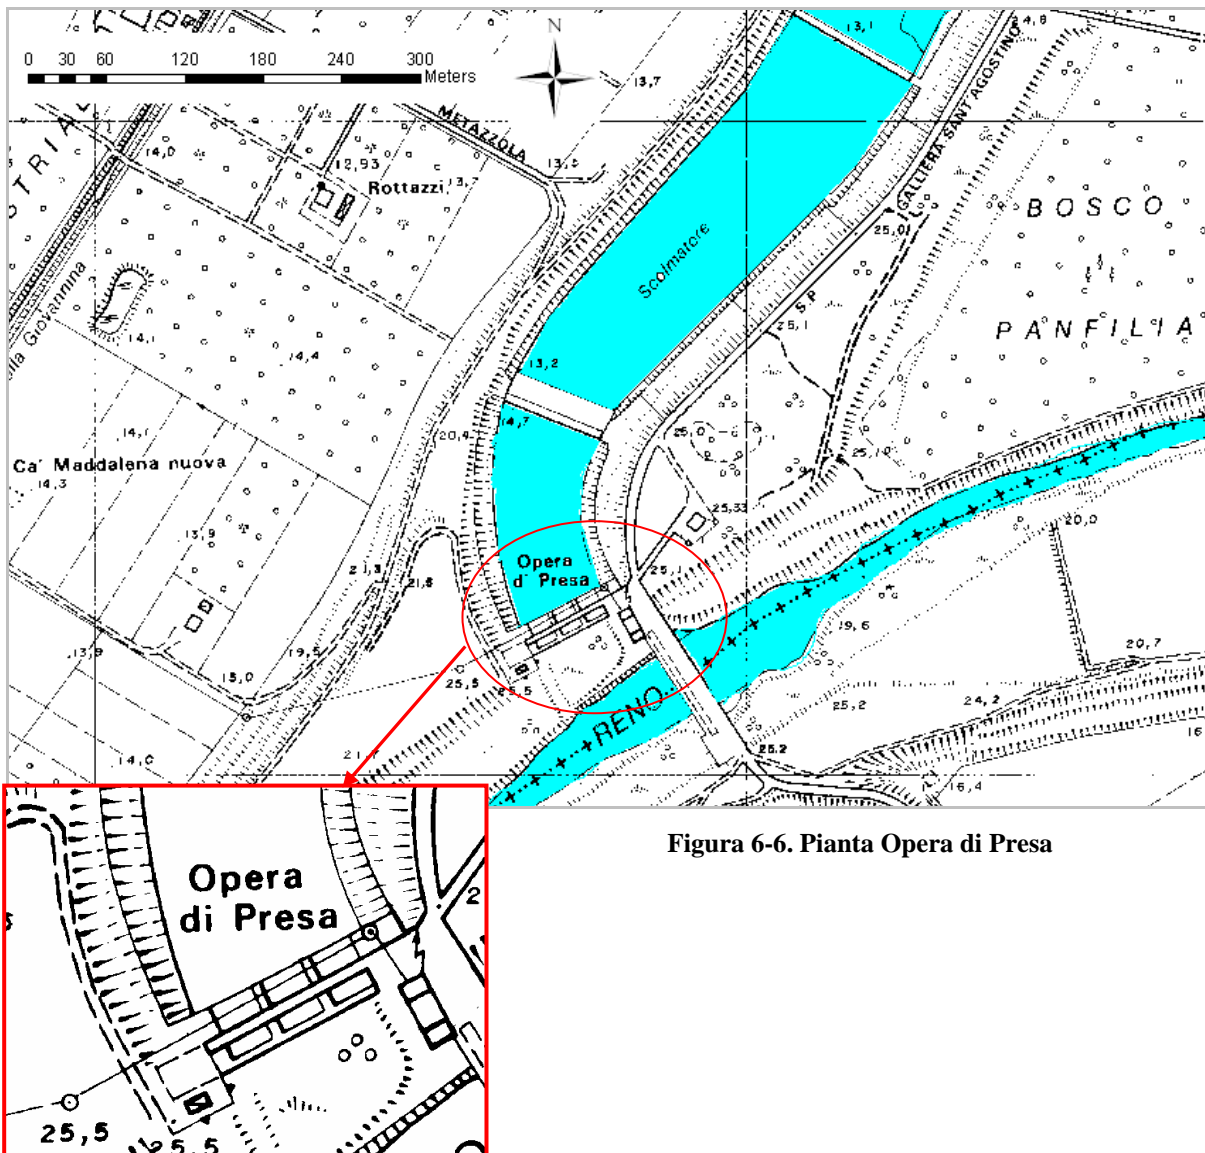 N
0 30 60 120 180 240 300
Meters
13,1
24,8
13,7
METAZZOLA
GALLIERA SANT'AGOSTINO
14,0
12,93
Rottazzi
13,7
BOSCO
25,0
Scolmatore
S.P.
25,1
PANFILIA
14,1
14,4
13,2
14,7
14,1
20,4
25,0
Ca' Maddalena nuova
14,3
25,33
13,9
20,0
21,3
21,6
Opera
di Presa
25,1
19,6
13,9
19,5
20,7
15,0
25,5
25,5
RENO
25,2
24,2
25,2
14,0
16,4
16
Figura 6-6. Pianta Opera di Presa
Opera
di Presa
2
25,5
25,5